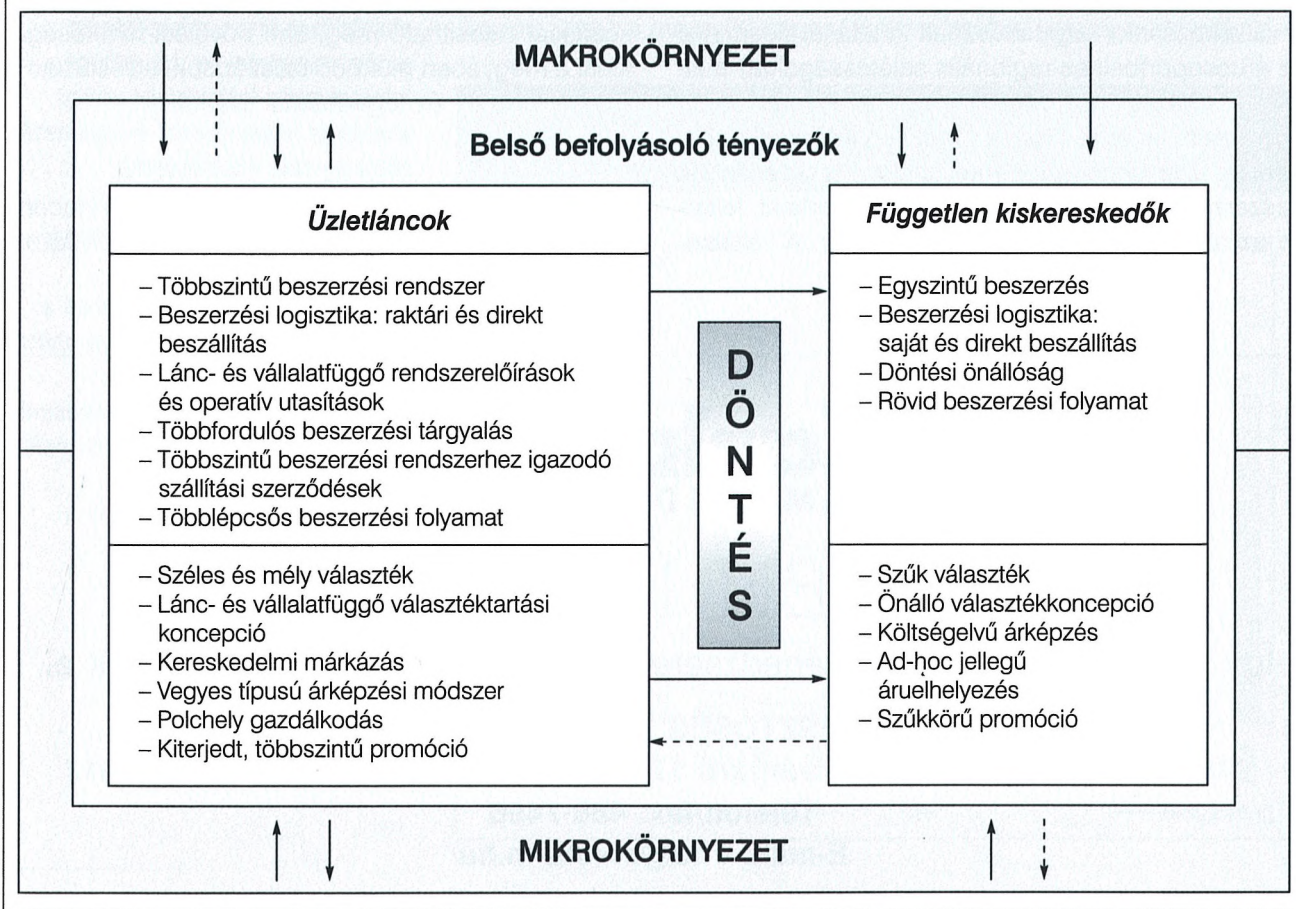 MAKROKÖRNYEZET
Belső befolyásoló tényezők
Üzletláncok
– Többszintű beszerzési rendszer
– Beszerzési logisztika: raktári és direkt
beszállítás
– Lánc- és vállalatfüggő rendszerelőírások
és operatív utasítások
– Többfordulós beszerzési tárgyalás
– Többszintű beszerzési rendszerhez igazodó
szállítási szerződések
– Többlépcsős beszerzési folyamat
– Széles és mély választék
– Lánc- és vállalatfüggő választéktartási
koncepció
– Kereskedelmi márkázás
– Vegyes típusú árképzési módszer
– Polchely gazdálkodás
– Kiterjedt, többszintű promóció
D
Ö
N
T
É
S
Független kiskereskedők
– Egyszintű beszerzés
– Beszerzési logisztika:
saját és direkt beszállítás
– Döntési önállóság
– Rövid beszerzési folyamat
– Szűk választék
– Önálló választékkoncepció
– Költségelvű árképzés
– Ad-hoc jellegű
áruelhelyezés
– Szűkkörű promóció
MIKROKÖRNYEZET